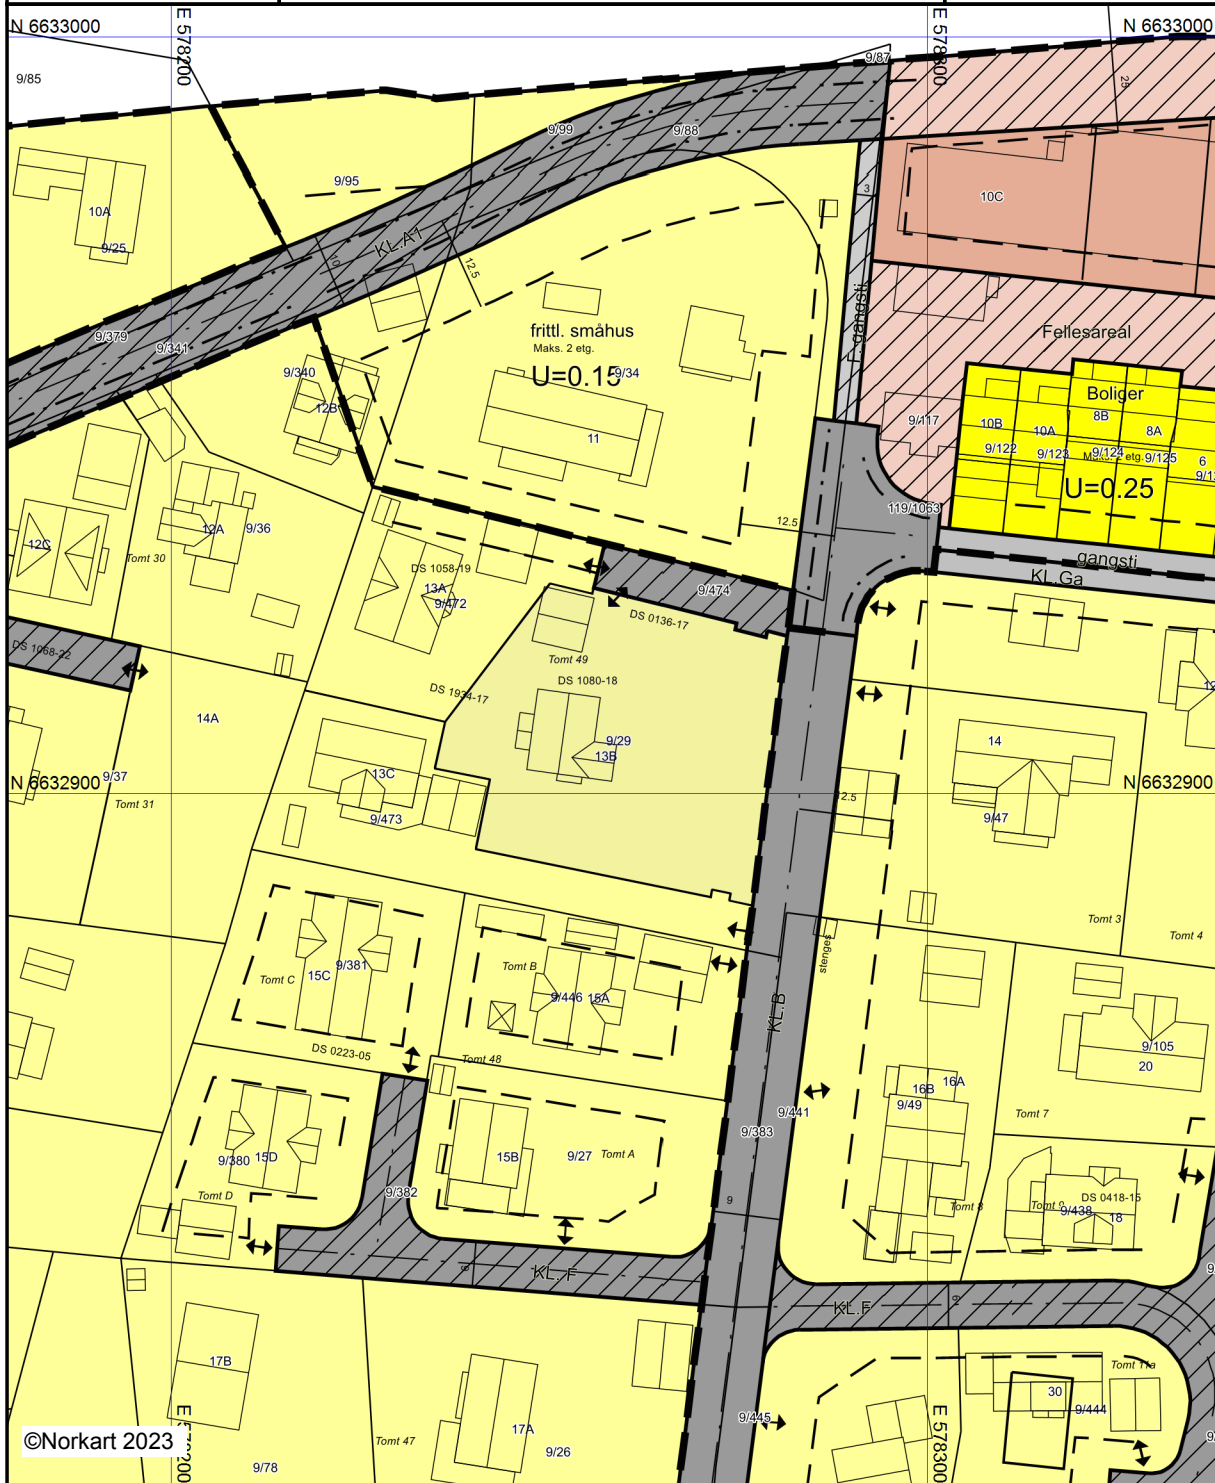 N 6633000
E 578200
E 578300
N 6633000
9/85
9/87
25
9/99
9/88
9/95
3
10C
10A
9/25
KL.A1
10
12.5
F. gangsti
frittl. småhus
Maks. 2 etg.
U=0.15
9/34
Fellesareal
9/379
9/341
9/340
12B
11
9/117
Boliger
10B
10A
8B
8A
6
9/122
9/123
9/124
9/125
U=0.25
119/1063
12.5
12A
9/36
12C
Tomt 30
DS 1058-19
13A
9/472
9/474
gangsti
KL.Ga
DS 0136-17
DS 1068-22
Tomt 49
DS 1080-18
DS 1934-17
14A
9/29
13B
14
13C
9/37
N 6632900
N 6632900
Tomt 31
9/473
9/47
Tomt 3
Tomt 4
stenges
9/381
15C
Tomt C
Tomt B
9/446
15A
KL.B
DS 0223-05
Tomt 48
9/105
20
16B
16A
9/49
9/441
Tomt 7
9/383
9/380
15D
15B
9/27
Tomt A
9/382
Tomt D
9
Tomt 8
DS 0418-15
9/438
18
KL. F
KL.F
17B
Tomt 11a
30
9/444
9/445
17A
9/26
Tomt 47
9/78
©Norkart 2023
E 578200
E 578300